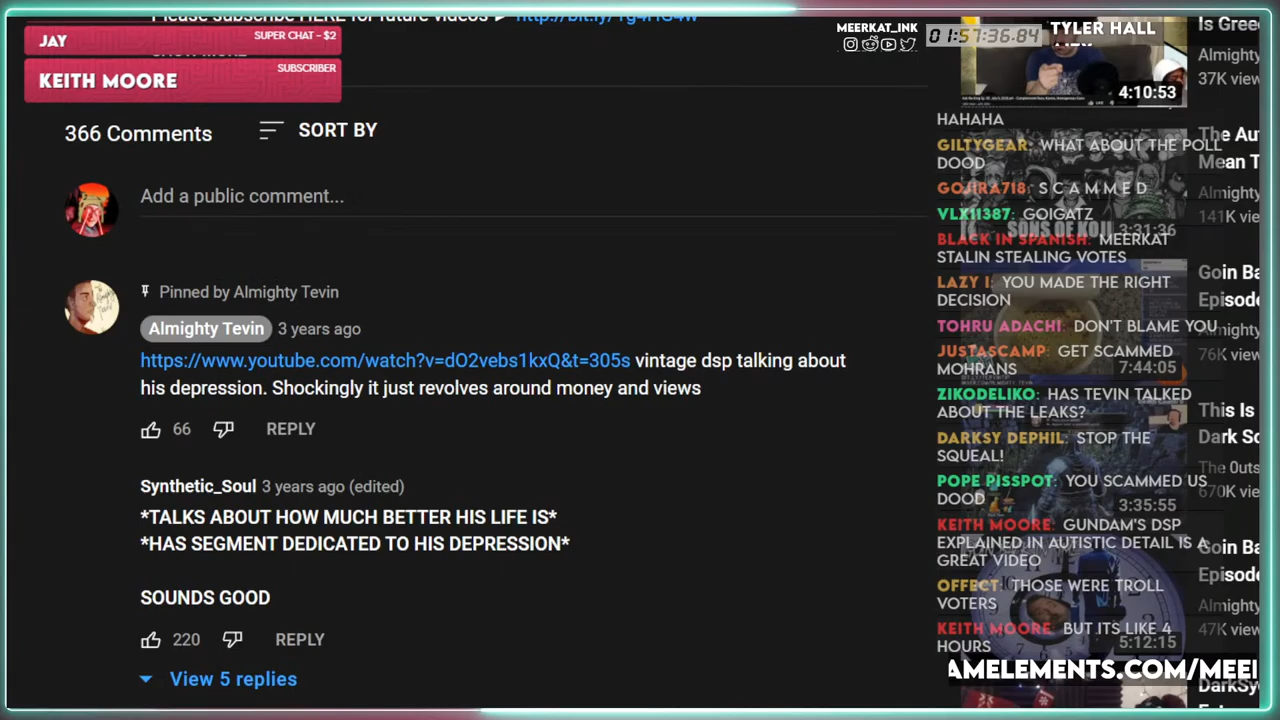 Please subscribe HERE for future videos ►
JAY
SUPER CHAT – $2
KEITH MOORE
SUBSCRIBER
366 Comments
SORT BY
Add a public comment...
Pinned by Almighty Tevin
Almighty Tevin 3 years ago
https://www.youtube.com/watch?v=dO2vebs1kxQ&t=305s vintage dsp talking about
his depression. Shockingly it just revolves around money and views
66
REPLY
Synthetic_Soul 3 years ago (edited)
*TALKS ABOUT HOW MUCH BETTER HIS LIFE IS*
*HAS SEGMENT DEDICATED TO HIS DEPRESSION*
SOUNDS GOOD
220
REPLY
View 5 replies
MEERKAT_INK
01:57:36.84
TYLER HALL
4:10:53
HAHAHA
GILTYGEAR: WHAT ABOUT THE POLL
DOOD
GOJIRA718: S C A M M E D
VLX11387: GOIGATZ
SONS OF KOJI
3:31:36
BLACK IN SPANISH: MEERKAT
STALIN STEALING VOTES
LAZY I: YOU MADE THE RIGHT
DECISION
TOHRU ADACHI: DON'T BLAME YOU
JUSTASCAMP: GET SCAMMED
MOHRANS
7:44:05
ZIKODELIKO: HAS TEVIN TALKED
ABOUT THE LEAKS?
DARKSY DEPHIL: STOP THE
SQUEAL!
POPE PISSPOT: YOU SCAMMED US
DOOD
3:35:55
KEITH MOORE: GUNDAM'S DSP
EXPLAINED IN AUTISTIC DETAIL IS A
GREAT VIDEO
OFFECT: THOSE WERE TROLL
VOTERS
KEITH MOORE: BUT ITS LIKE 4
HOURS
5:12:15
AMELEMENTS.COM/MEE
Is Gree
Almighty
37K view
The Aut
Mean T
Almighty
141K vie
Goin Ba
Episode
Almighty
76K view
This Is
Dark So
The 0uts
670K vie
Goin Ba
Episode
Almighty
47K view
DarkSy